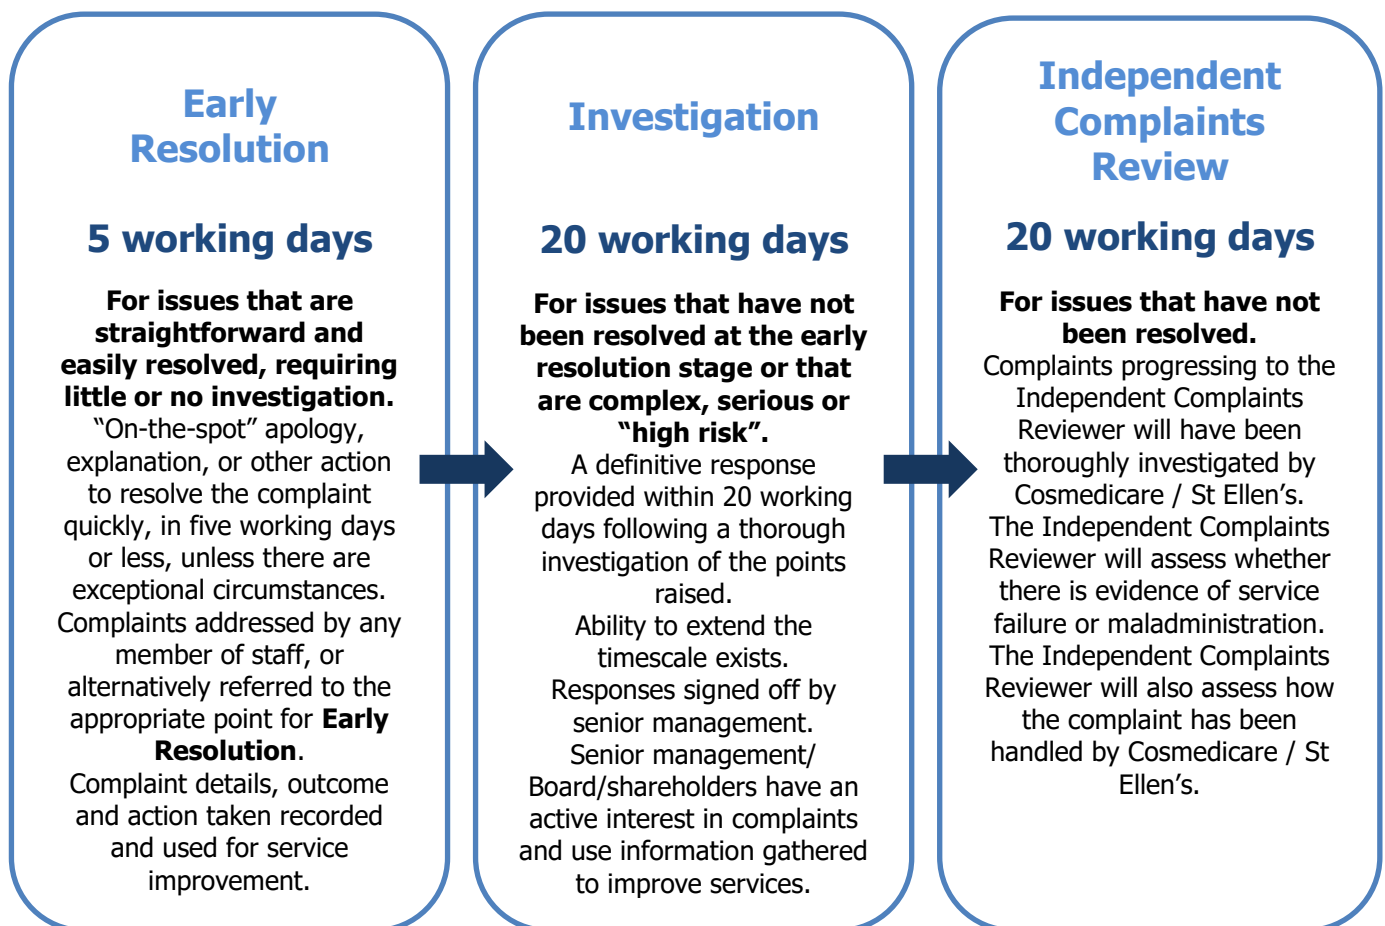 Early
Resolution
5 working days
For issues that are
straightforward and
easily resolved, requiring
little or no investigation.
“On-the-spot” apology,
explanation, or other action
to resolve the complaint
quickly, in five working days
or less, unless there are
exceptional circumstances.
Complaints addressed by any
member of staff, or
alternatively referred to the
appropriate point for Early
Resolution.
Complaint details, outcome
and action taken recorded
and used for service
improvement.
Investigation
20 working days
For issues that have not
been resolved at the early
resolution stage or that
are complex, serious or
“high risk”.
A definitive response
provided within 20 working
days following a thorough
investigation of the points
raised.
Ability to extend the
timescale exists.
Responses signed off by
senior management.
Senior management/
Board/shareholders have an
active interest in complaints
and use information gathered
to improve services.
Independent
Complaints
Review
20 working days
For issues that have not
been resolved.
Complaints progressing to the
Independent Complaints
Reviewer will have been
thoroughly investigated by
Cosmedicare / St Ellen’s.
The Independent Complaints
Reviewer will assess whether
there is evidence of service
failure or maladministration.
The Independent Complaints
Reviewer will also assess how
the complaint has been
handled by Cosmedicare / St
Ellen’s.